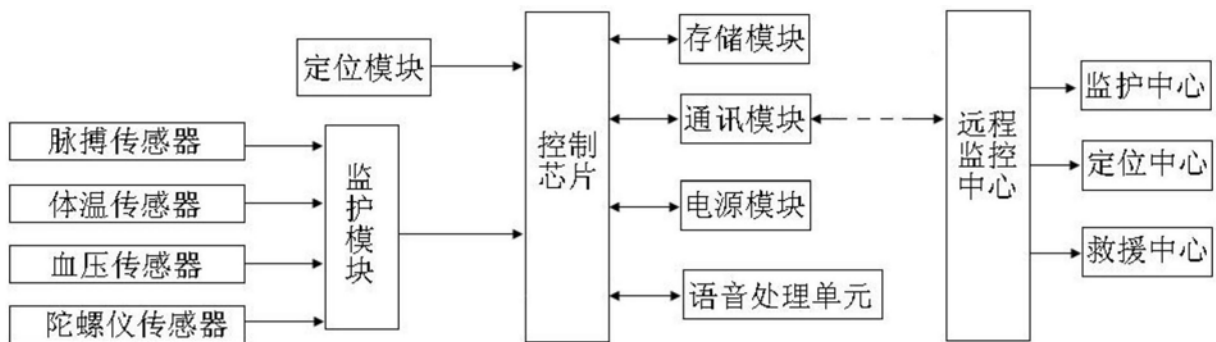 定位模块
脉搏传感器
体温传感器
血压传感器
陀螺仪传感器
监护模块
控制
芯片
存储模块
通讯模块
电源模块
语音处理单元
远程
监控
中心
监护中心
定位中心
救援中心